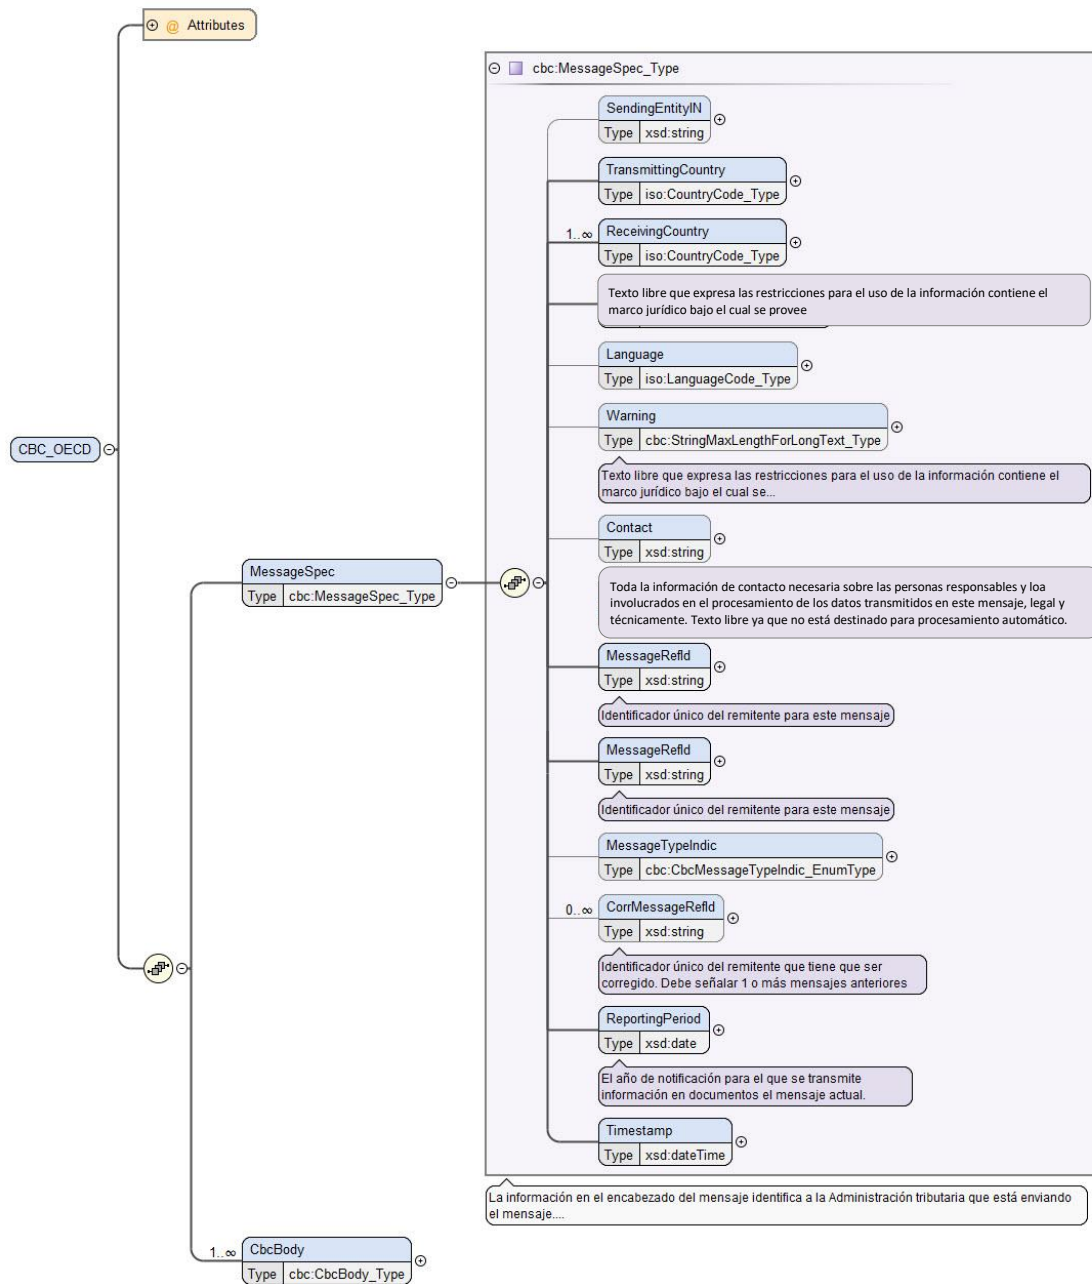 @ Attributes
cbc:MessageSpec_Type
SendingEntityIN
Type xsd:string
TransmittingCountry
Type iso:CountryCode_Type
1..∞ ReceivingCountry
Type iso:CountryCode_Type
Texto libre que expresa las restricciones para el uso de la información contiene el
marco jurídico bajo el cual se provee
Language
Type iso:LanguageCode_Type
Warning
Type cbc:StringMaxLengthForLongText_Type
Texto libre que expresa las restricciones para el uso de la información contiene el
marco jurídico bajo el cual se...
CBC_OECD
Contact
Type xsd:string
MessageSpec
Type cbc:MessageSpec_Type
Toda la información de contacto necesaria sobre las personas responsables y loa
involucrados en el procesamiento de los datos transmitidos en este mensaje, legal y
técnicamente. Texto libre ya que no está destinado para procesamiento automático.
MessageRefId
Type xsd:string
Identificador único del remitente para este mensaje
MessageRefId
Type xsd:string
Identificador único del remitente para este mensaje
MessageTypeIndic
Type cbc:CbcMessageTypeIndic_EnumType
0..∞ CorrMessageRefId
Type xsd:string
Identificador único del remitente que tiene que ser
corregido. Debe señalar 1 o más mensajes anteriores
ReportingPeriod
Type xsd:date
El año de notificación para el que se transmite
información en documentos el mensaje actual.
Timestamp
Type xsd:dateTime
La información en el encabezado del mensaje identifica a la Administración tributaria que está enviando
el mensaje....
1..∞ CbcBody
Type cbc:CbcBody_Type